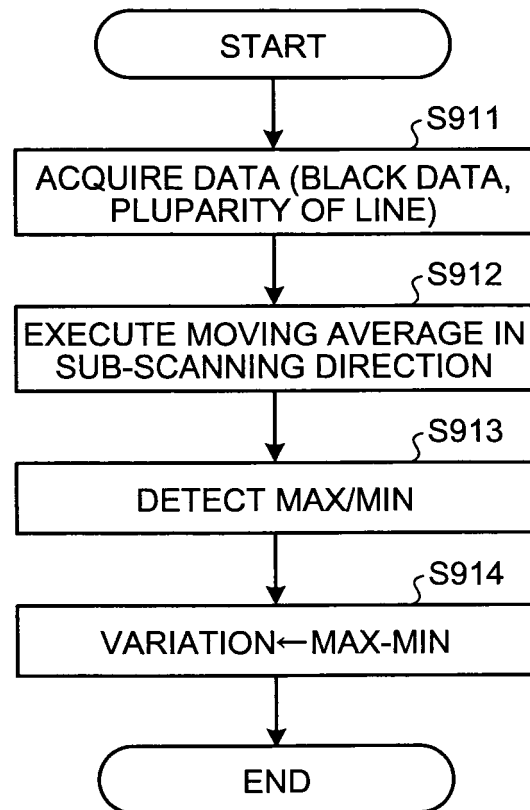 START
S911
ACQUIRE DATA (BLACK DATA,
PLUPARITY OF LINE)
S912
EXECUTE MOVING AVERAGE IN
SUB-SCANNING DIRECTION
S913
DETECT MAX/MIN
S914
VARIATION←MAX-MIN
END